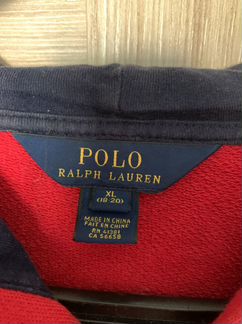 POLO
RALPH LAUREN
XL
(18-20)
MADE IN CHINA
FAIT EN CHINE
RN 41381
CA 56658